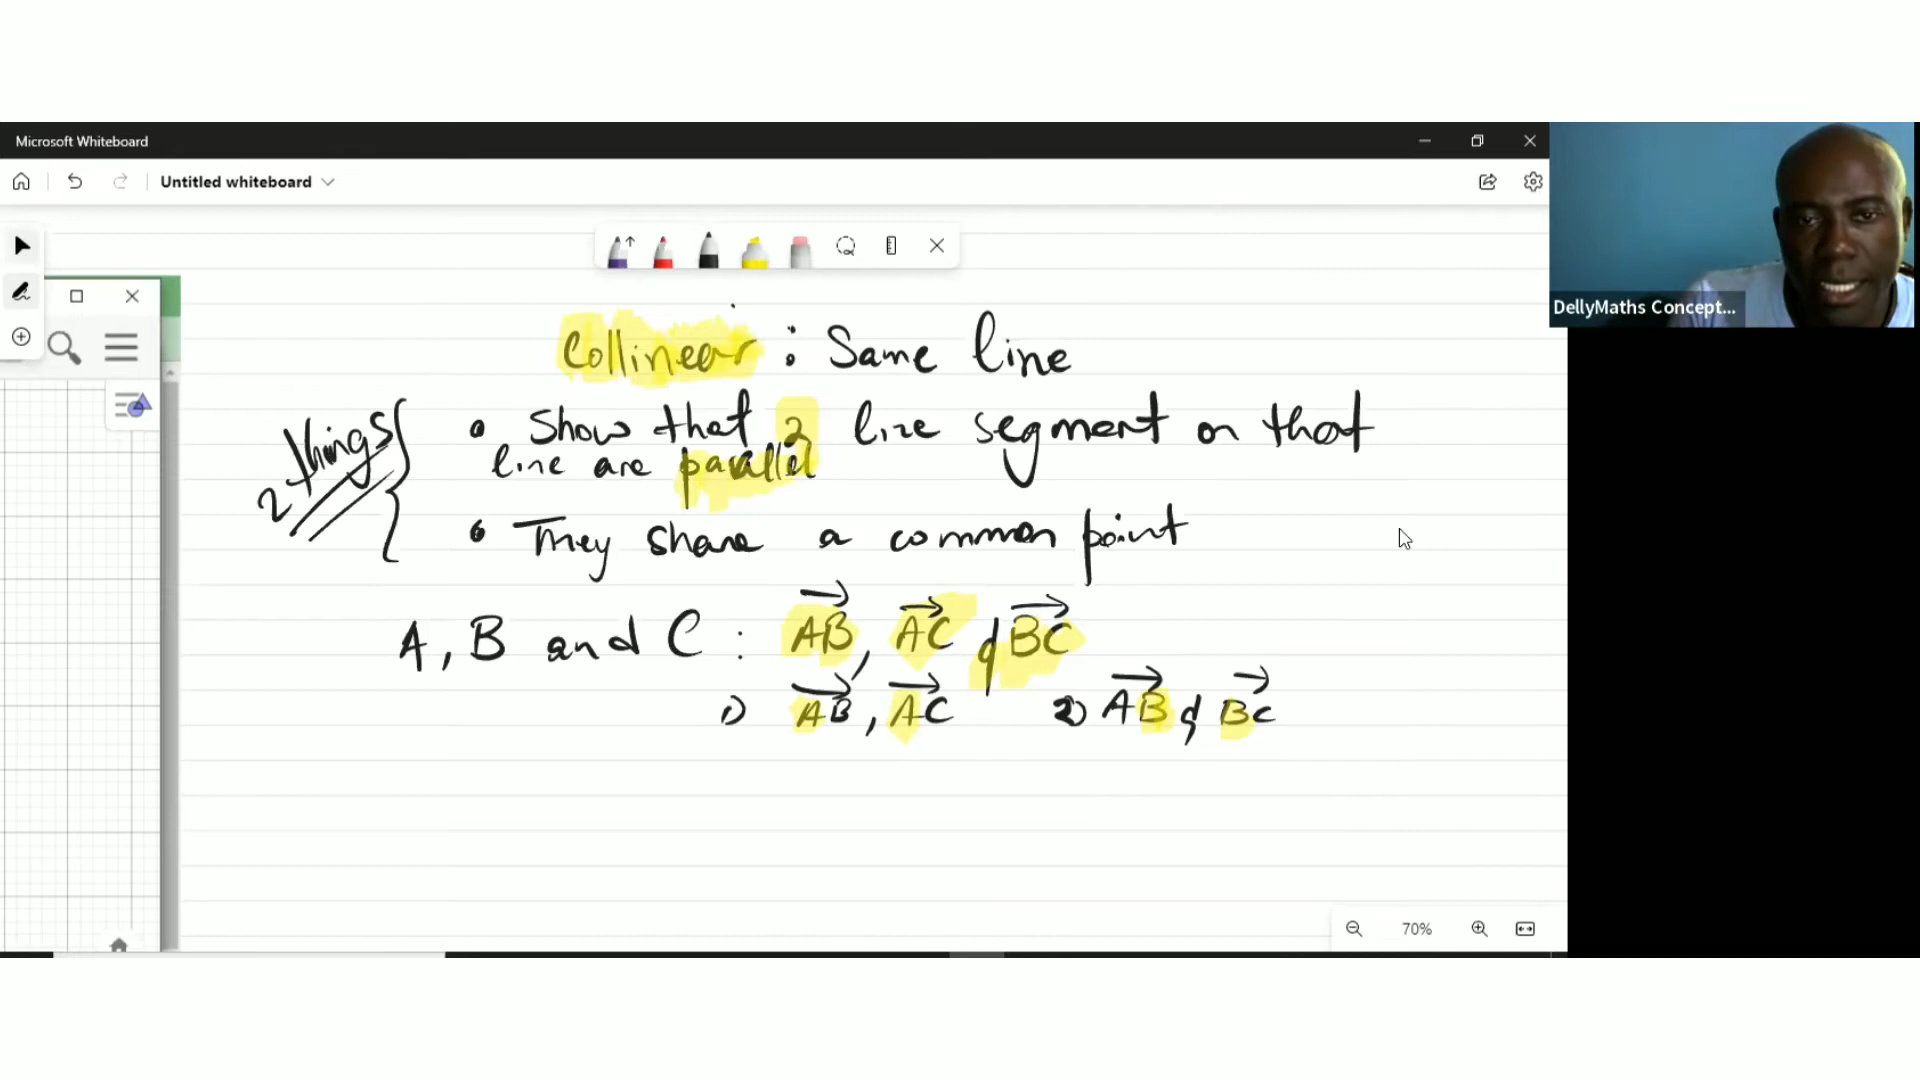 Microsoft Whiteboard
Untitled whiteboard
DellyMaths Concept...
Collinear : Same line
2 things
• Show that 2 line segment on that
line are parallel
• They share a common point
A, B and C : AB, AC & BC
1) AB, AC 2) AB & BC
70%